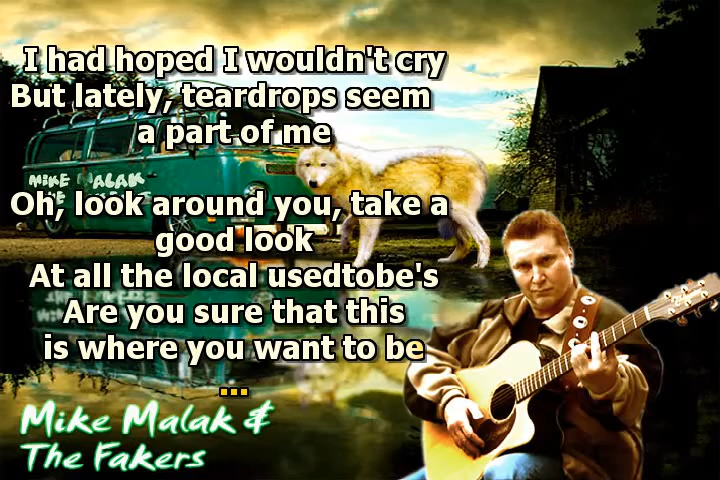 I had hoped I wouldn't cry
But lately, teardrops seem
a part of me
MIKE MALAK
Oh, look around you, take a
good look
At all the local usedtobe's
Are you sure that this
is where you want to be
...
Mike Malak &
The Fakers